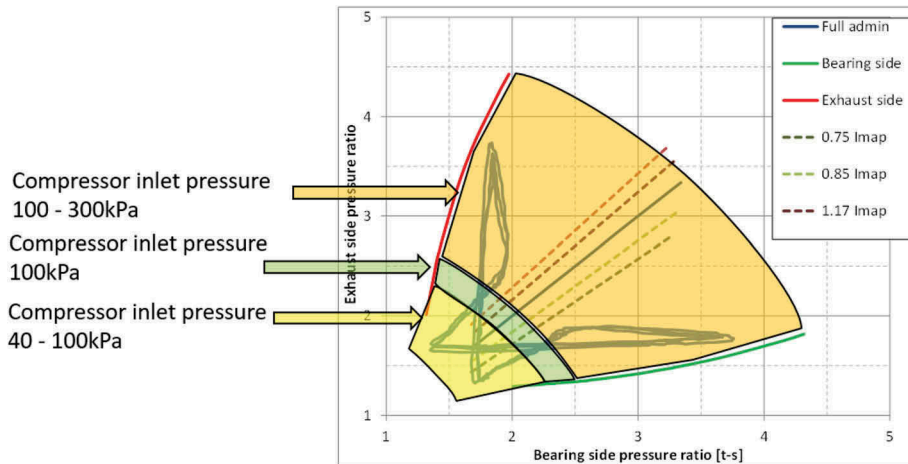 Compressor inlet pressure
100 - 300kPa
Compressor inlet pressure
100kPa
Compressor inlet pressure
40 - 100kPa
Exhaust side pressure ratio
5
4
3
2
1
1 2 3 4 5
Bearing side pressure ratio [t-s]
Full admin
Bearing side
Exhaust side
0.75 Imap
0.85 Imap
1.17 Imap